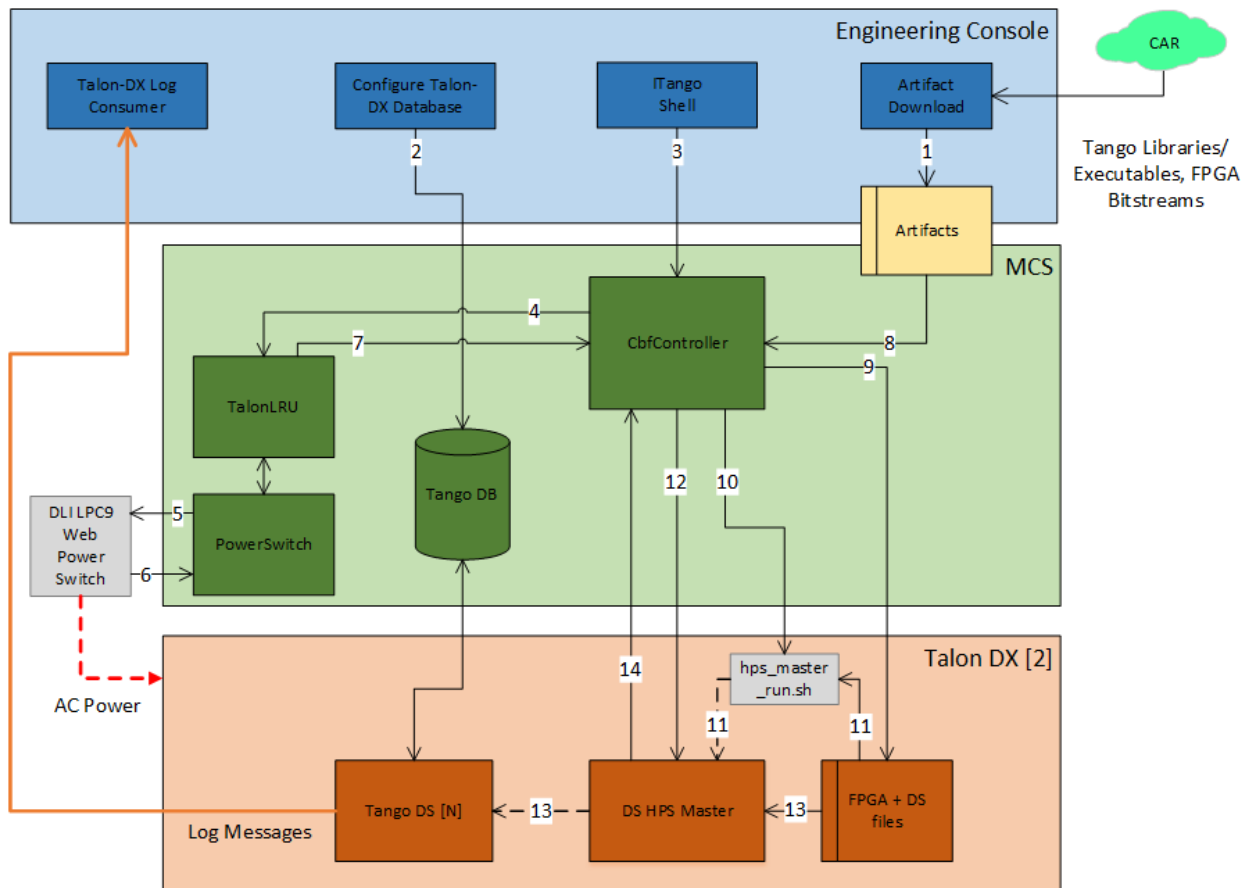 Engineering Console
CAR
Talon-DX Log
Consumer
Configure Talon-
DX Database
ITango
Shell
Artifact
Download
2
3
1
Tango Libraries/
Executables, FPGA
Bitstreams
Artifacts
MCS
4
7
CbfController
8
9
TalonLRU
12
10
Tango DB
DLI LPC9
Web
Power
Switch
5
6
PowerSwitch
Talon DX [2]
AC Power
14
hps_master
_run.sh
11
11
Log Messages
Tango DS [N]
13
DS HPS Master
13
FPGA + DS
files